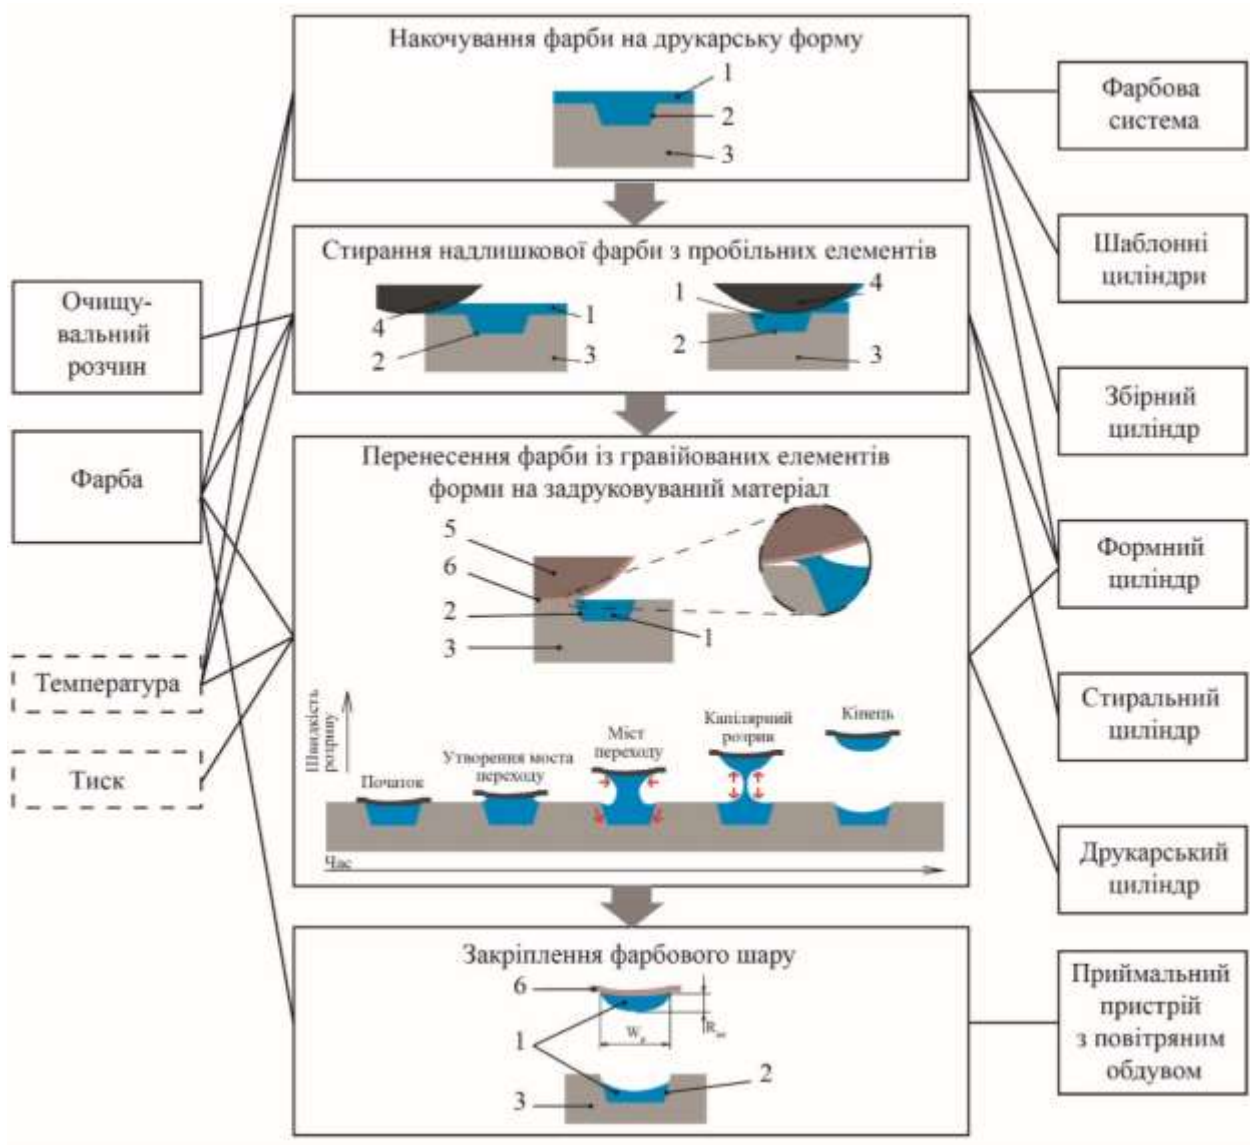 Накочування фарби на друкарську форму
1
2
3
Фарбова
система
Стирання надлишкової фарби з пробільних елементів
4
1
2
3
1
4
2
3
Шаблонні
циліндри
Очищу-
вальний
розчин
Збірний
циліндр
Фарба
Перенесення фарби із гравійованих елементів
форми на задруковуваний матеріал
5
6
2
3
1
Формний
циліндр
Температура
Тиск
Швидкість
розриву
Початок
Утворення моста
переходу
Міст
переходу
Капілярний
розрив
Кінець
Час
Стиральний
циліндр
Друкарський
циліндр
Закріплення фарбового шару
6
1
2
3
Приймальний
пристрій
з повітряним
обдувом